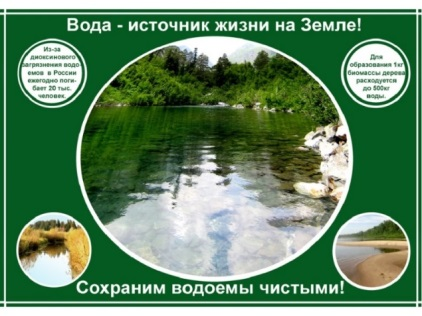 Вода - источник жизни на Земле!
Из-за
диоксинового
загрязнения водо-
емов в России
ежегодно поги-
бает 20 тыс.
человек.
Для
образования 1кг
биомассы дерева
расходуется
до 500кг
воды.
Сохраним водоемы чистыми!